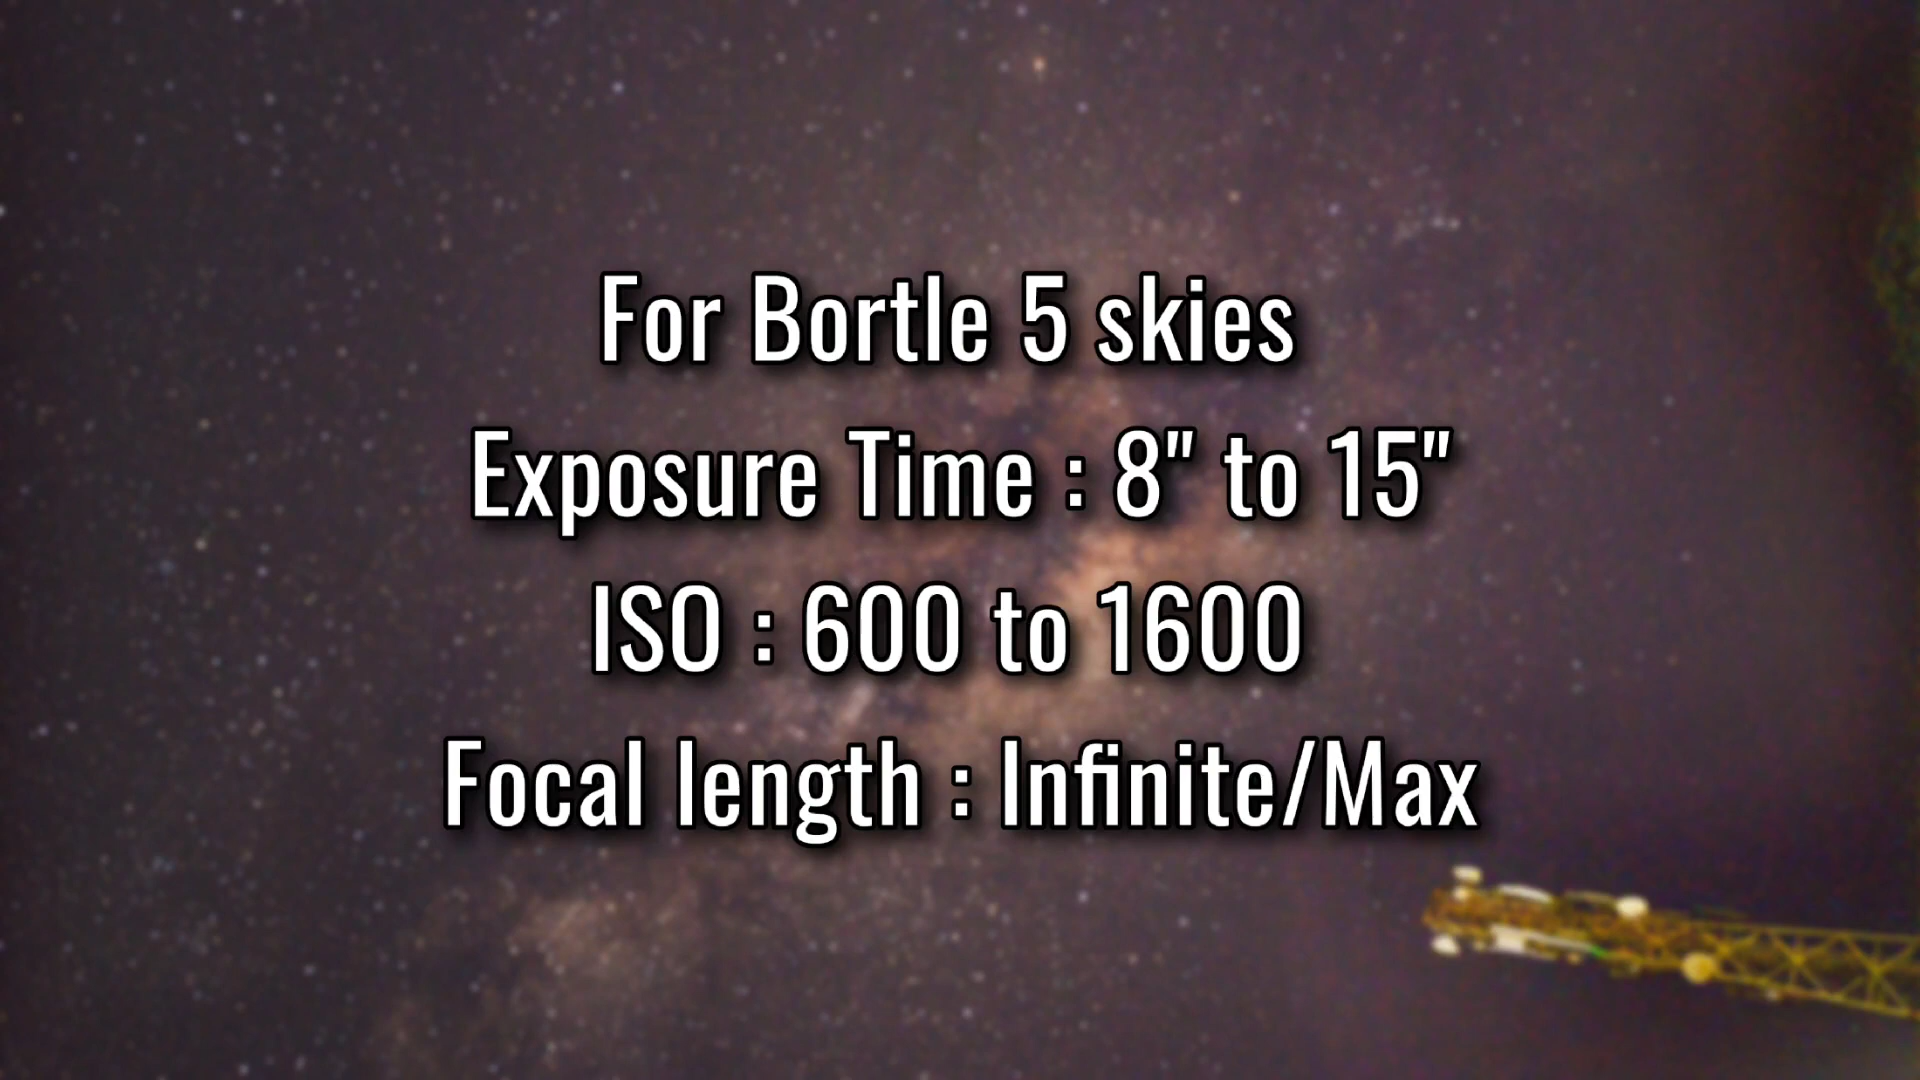 For Bortle 5 skies
Exposure Time : 8" to 15"
ISO : 600 to 1600
Focal length : Infinite/Max